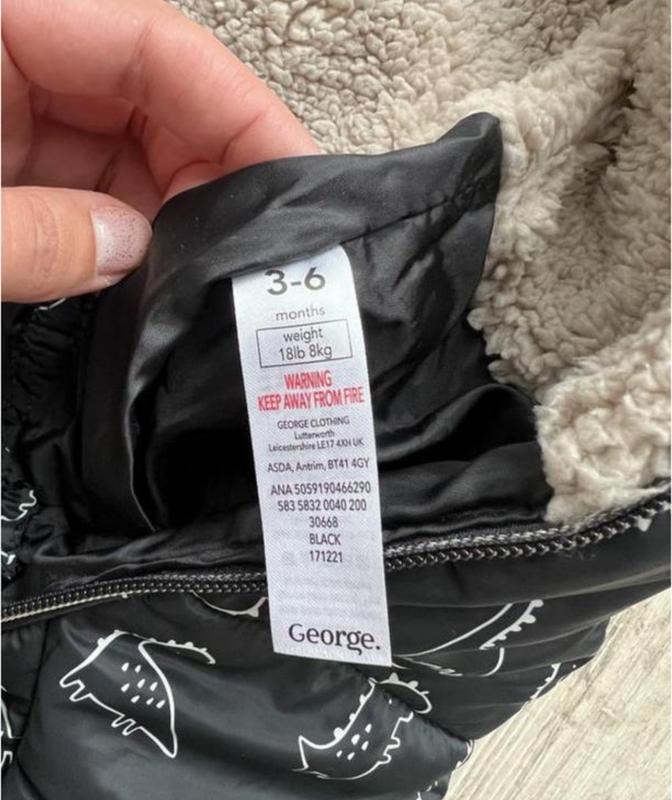 3-6
months
weight
18lb 8kg
WARNING
KEEP AWAY FROM FIRE
GEORGE CLOTHING
Lutterworth
Leicestershire LE17 4XH UK
ASDA, Antrim, BT41 4GY
ANA 5059190466290
583 5832 0040 200
30668
BLACK
171221
George.